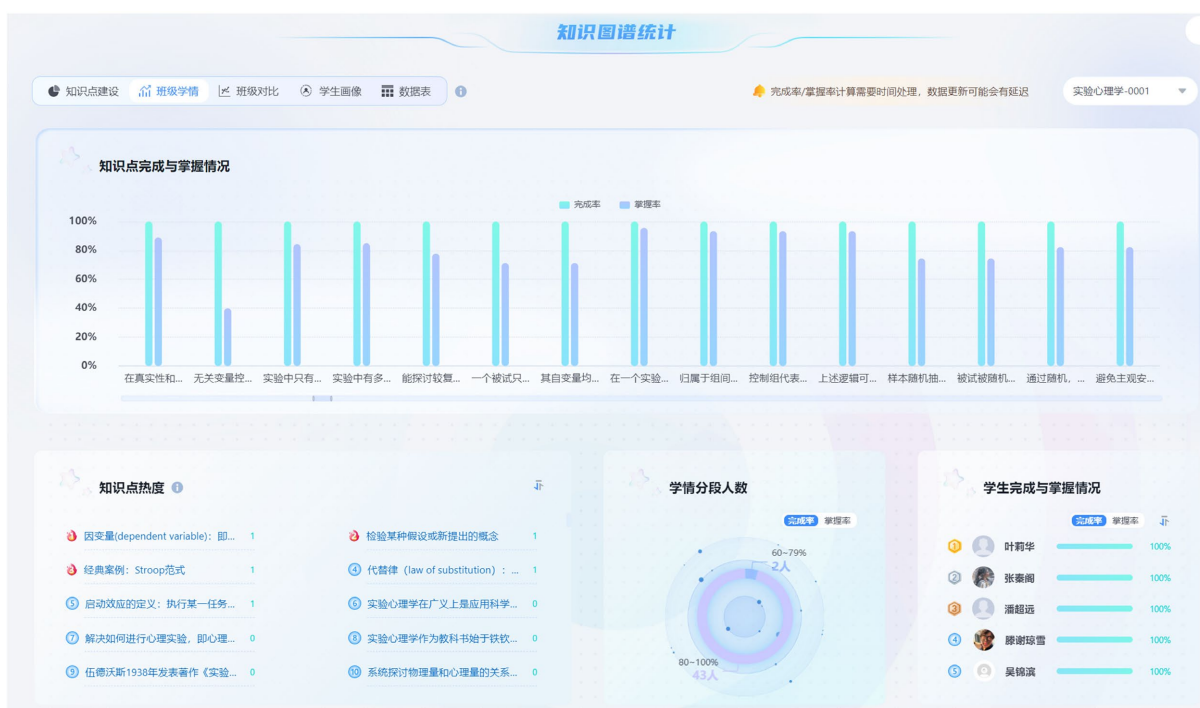 知识图谱统计
知识点建设 班级学情 班级对比 学生画像 数据表
完成率/掌握率计算需要时间处理，数据更新可能会有延迟
实验心理学-0001
知识点完成与掌握情况
完成率 掌握率
100%
80%
60%
40%
20%
0%
在真实性和... 无关变量控... 实验中只有... 实验中有多... 能探讨较复... 一个被试只... 其自变量均... 在一个实验... 归属于组间... 控制组代表... 上述逻辑可... 样本随机抽... 被试被随机... 通过随机，... 避免主观安...
知识点热度
因变量(dependent variable)：即... 1
检验某种假设或新提出的概念 1
经典案例：Stroop范式 1
4 代替律（law of substitution）：... 1
5 启动效应的定义：执行某一任务... 1
6 实验心理学在广义上是应用科学... 0
7 解决如何进行心理实验，即心理... 0
8 实验心理学作为教科书始于铁钦... 0
9 伍德沃斯1938年发表著作《实验... 0
10 系统探讨物理量和心理量的关系... 0
学情分段人数
完成率 掌握率
60~79%
2人
80~100%
43人
学生完成与掌握情况
完成率 掌握率
1 叶莉华 100%
2 张秦阁 100%
3 潘超远 100%
4 滕谢琼雪 100%
5 吴锦滨 100%